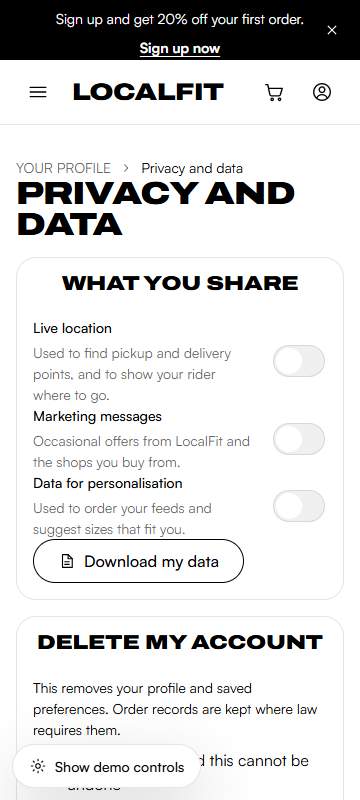 Sign up and get 20% off your first order.
Sign up now
LOCALFIT
YOUR PROFILE > Privacy and data
PRIVACY AND
DATA
WHAT YOU SHARE
Live location
Used to find pickup and delivery
points, and to show your rider
where to go.
Marketing messages
Occasional offers from LocalFit and
the shops you buy from.
Data for personalisation
Used to order your feeds and
suggest sizes that fit you.
Download my data
DELETE MY ACCOUNT
This removes your profile and saved
preferences. Order records are kept where law
requires them.
this cannot be
Show demo controls